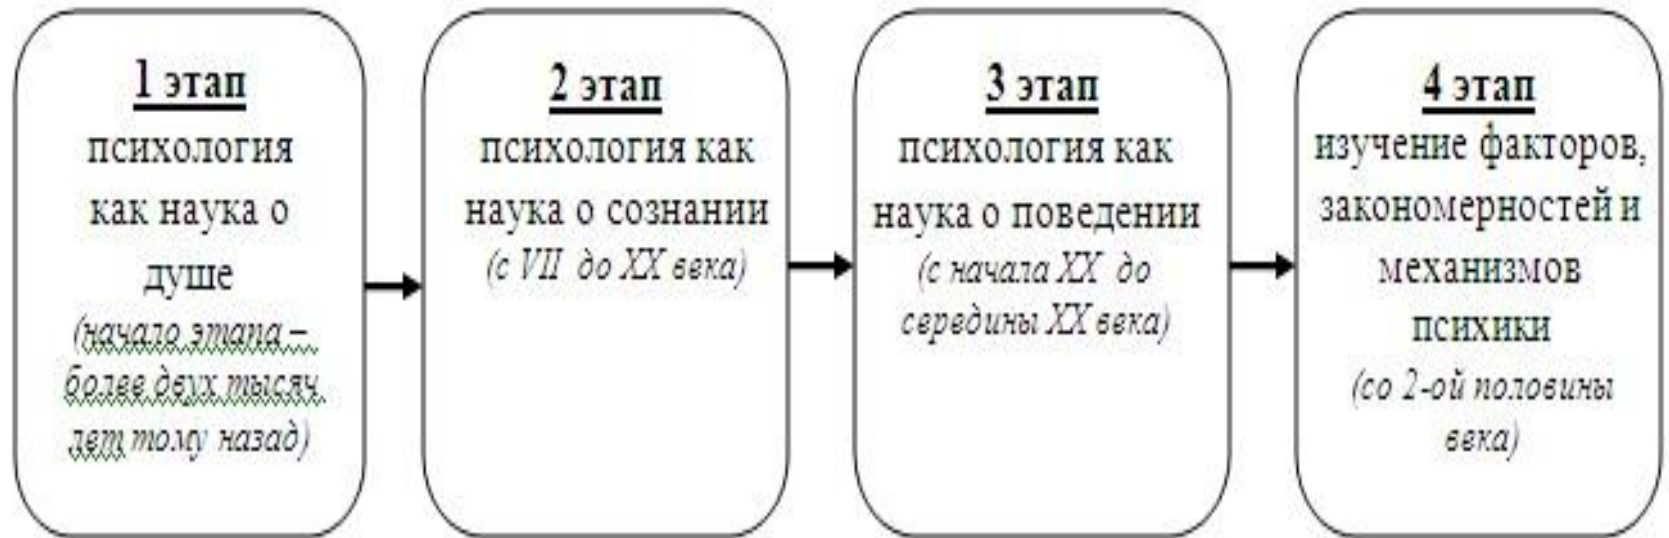 1 этап
психология
как наука о
душе
(начало этапа –
более двух тысяч
лет тому назад)
2 этап
психология как
наука о сознании
(с VII до XX века)
3 этап
психология как
наука о поведении
(с начала XX до
середины XX века)
4 этап
изучение факторов,
закономерностей и
механизмов
психики
(со 2-ой половины
века)